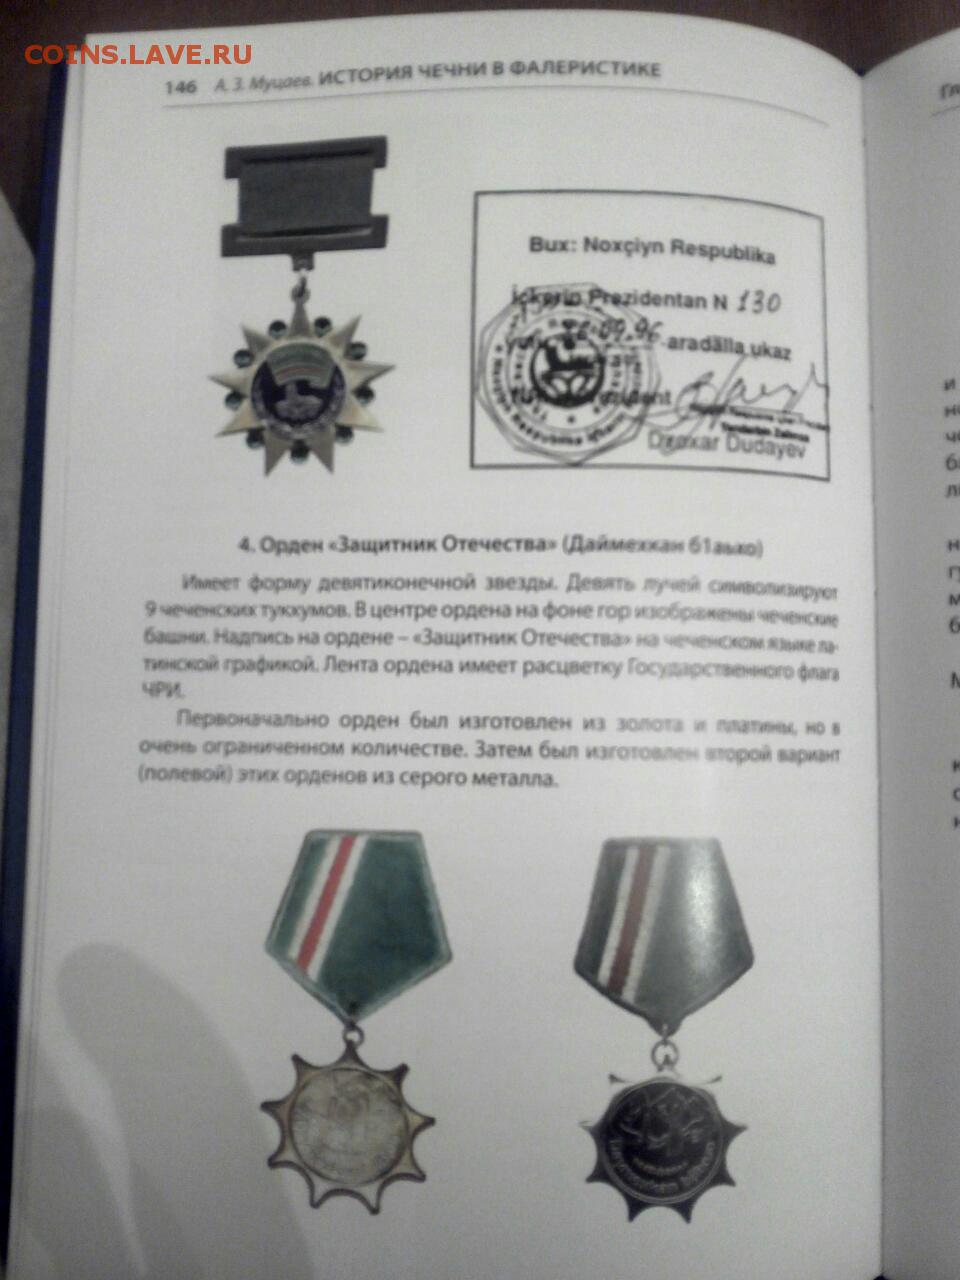 COINS.LAVE.RU
146 А. З. Муцаев. ИСТОРИЯ ЧЕЧНИ В ФАЛЕРИСТИКЕ
Bux: Noxçiyn Respublika
Içkerin Prezidentan N 130
aradälla ukaz
Dzoxar Dudayev
4. Орден «Защитник Отечества» (Даймехкан б1аьхо)
Имеет форму девятиконечной звезды. Девять лучей символизируют
9 чеченских тукхумов. В центре ордена на фоне гор изображены чеченские
башни. Надпись на ордене – «Защитник Отечества» на чеченском языке ла-
тинской графикой. Лента ордена имеет расцветку Государственного флага
ЧРИ.
Первоначально орден был изготовлен из золота и платины, но в
очень ограниченном количестве. Затем был изготовлен второй вариант
(полевой) этих орденов из серого металла.